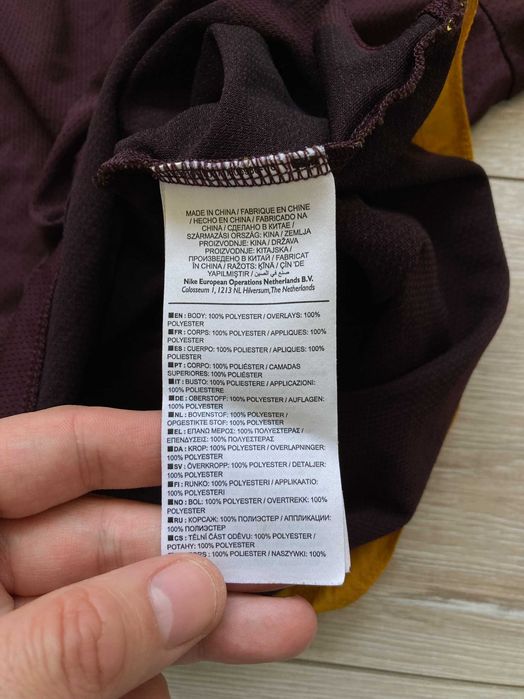 MADE IN CHINA / FABRIQUE EN CHINE
/ HECHO EN CHINA / FABRICADO NA
CHINA / СДЕЛАНО В КИТАЕ /
SZÁRMAZÁSI ORSZÁG: KÍNA / ZEMLJA
PROIZVODNJE: KINA / DRŽAVA
PROIZVODNJE: KITAJSKA /
ПРОИЗВЕДЕНО В КИТАЙ / FABRICAT
ÎN CHINA / RAŽOTS: ĶĪNĀ / ÇİN 'DE
YAPILMIŞTIR / صنع في الصين
Nike European Operations Netherlands B.V.
Colosseum 1, 1213 NL Hilversum, The Netherlands
EN : BODY: 100% POLYESTER / OVERLAYS: 100%
POLYESTER
FR : CORPS: 100% POLYESTER / APPLIQUES: 100%
POLYESTER
ES : CUERPO: 100% POLIESTER / APLIQUES: 100%
POLIESTER
PT : CORPO: 100% POLIÉSTER / CAMADAS
SUPERIORES: 100% POLIÉSTER
IT : BUSTO: 100% POLIESTERE / APPLICAZIONI:
100% POLIESTERE
DE : OBERSTOFF: 100% POLYESTER / AUFLAGEN:
100% POLYESTER
NL : BOVENSTOF: 100% POLYESTER /
OPGESTIKTE STOF: 100% POLYESTER
EL : ΕΠΑΝΩ ΜΕΡΟΣ: 100% ΠΟΛΥΕΣΤΕΡΑΣ /
ΕΠΕΝΔΥΣΕΙΣ: 100% ΠΟΛΥΕΣΤΕΡΑΣ
DA : KROP: 100% POLYESTER / OVERLAPNINGER:
100% POLYESTER
SV : ÖVERKROPP: 100% POLYESTER / DETALJER:
100% POLYESTER
FI : RUNKO: 100% POLYESTERI / APPLIKAATIO:
100% POLYESTERI
NO : BOL: 100% POLYESTER / OVERTREKK: 100%
POLYESTER
RU : КОРСАЖ: 100% ПОЛИЭСТЕР / АППЛИКАЦИИ:
100% ПОЛИЭСТЕР
CS : TĚLNÍ ČÁST ODĚVU: 100% POLYESTER /
POTAHY: 100% POLYESTER
100% POLIESTER / NASZYWKI: 100%